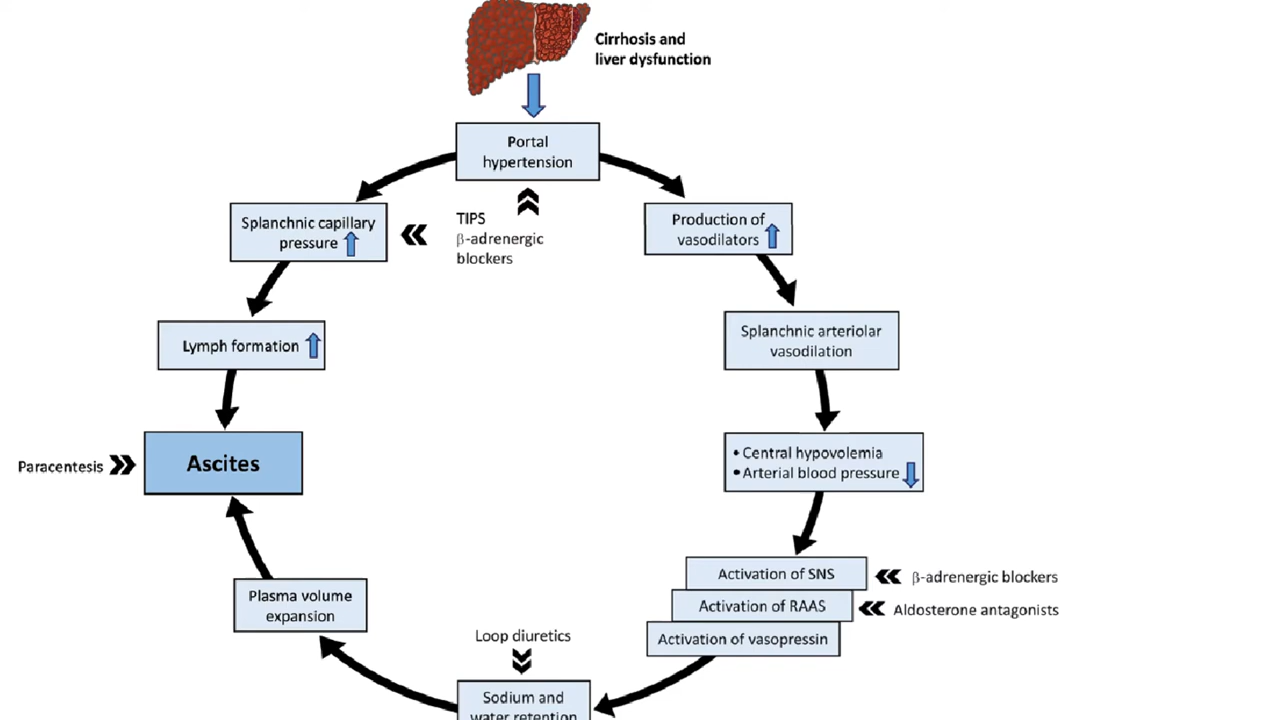 Cirrhosis and
liver dysfunction
Portal
hypertension
Splanchnic capillary
pressure
TIPS
β-adrenergic
blockers
Production of
vasodilators
Lymph formation
Splanchnic arteriolar
vasodilation
Paracentesis
Ascites
• Central hypovolemia
• Arterial blood pressure
Activation of SNS
β-adrenergic blockers
Activation of RAAS
Aldosterone antagonists
Activation of vasopressin
Plasma volume
expansion
Loop diuretics
Sodium and
water retention